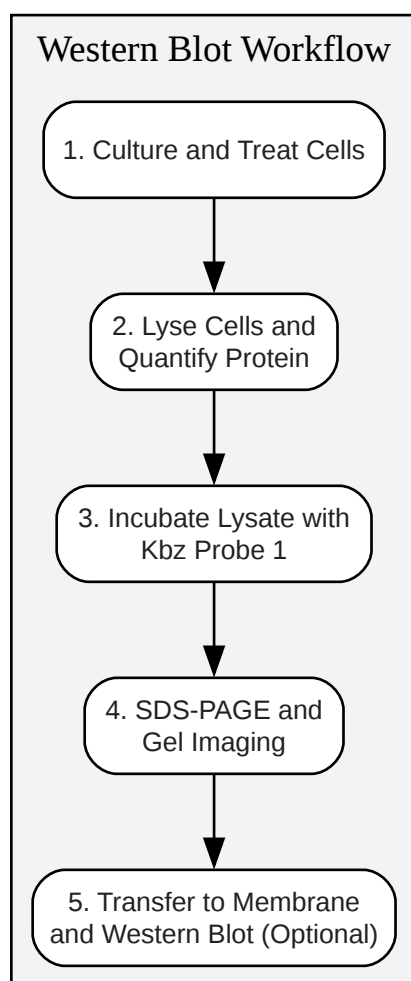 Western Blot Workflow
1. Culture and Treat Cells
2. Lyse Cells and
Quantify Protein
3. Incubate Lysate with
Kbz Probe 1
4. SDS-PAGE and
Gel Imaging
5. Transfer to Membrane
and Western Blot (Optional)